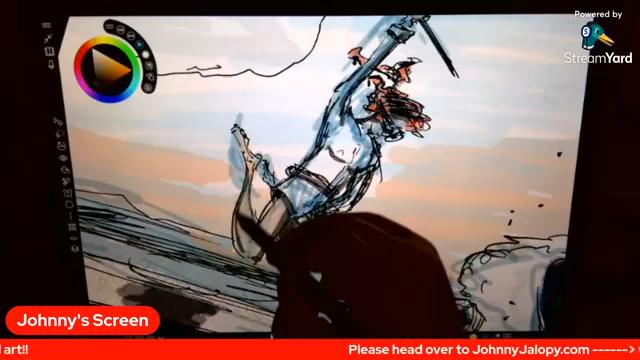 Powered by
StreamYard
Johnny's Screen
l art!!
Please head over to JohnnyJalopy.com ------>